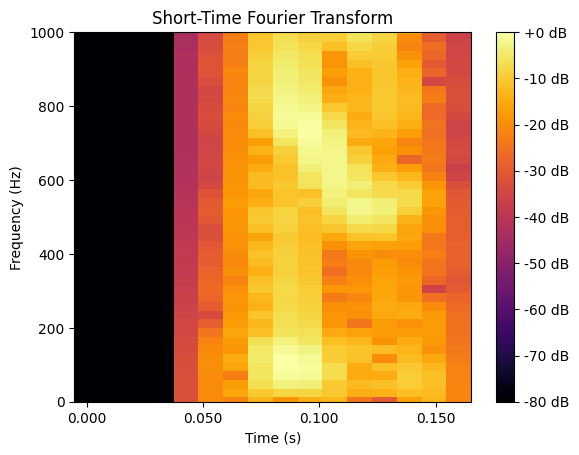 Short-Time Fourier Transform
1000
800
600
400
200
0
Frequency (Hz)
0.000
0.050
0.100
0.150
Time (s)
+0 dB
-10 dB
-20 dB
-30 dB
-40 dB
-50 dB
-60 dB
-70 dB
-80 dB